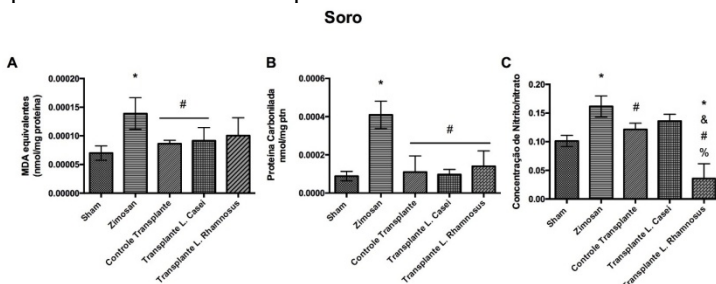 Soro
A
MDA equivalentes
(nmol/mg proteína)
0.00020
0.00015
0.00010
0.00005
0.00000
*
#
Sham
Zimosan
Controle Transplante
Transplante L. Casei
Transplante L. Rhamnosus
B
Proteína Carbonilada
nmol/mg ptn
0.0006
0.0004
0.0002
0.0000
*
#
Sham
Zimosan
Controle Transplante
Transplante L. Casei
Transplante L. Rhamnosus
C
Concentração de Nitrito/nitrato
0.20
0.15
0.10
0.05
0.00
*
#
*
&
#
%
Sham
Zimosan
Controle Transplante
Transplante L. Casei
Transplante L. Rhamnosus